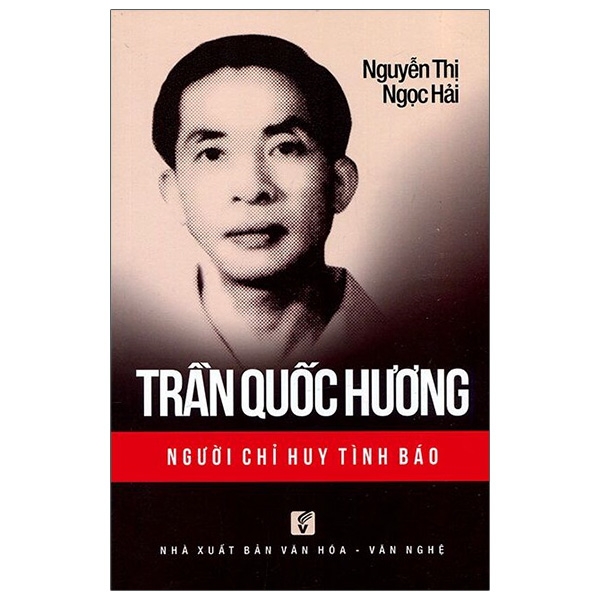 Nguyễn Thị
Ngọc Hải
TRẦN QUỐC HƯƠNG
NGƯỜI CHỈ HUY TÌNH BÁO
V
NHÀ XUẤT BẢN VĂN HÓA - VĂN NGHỆ